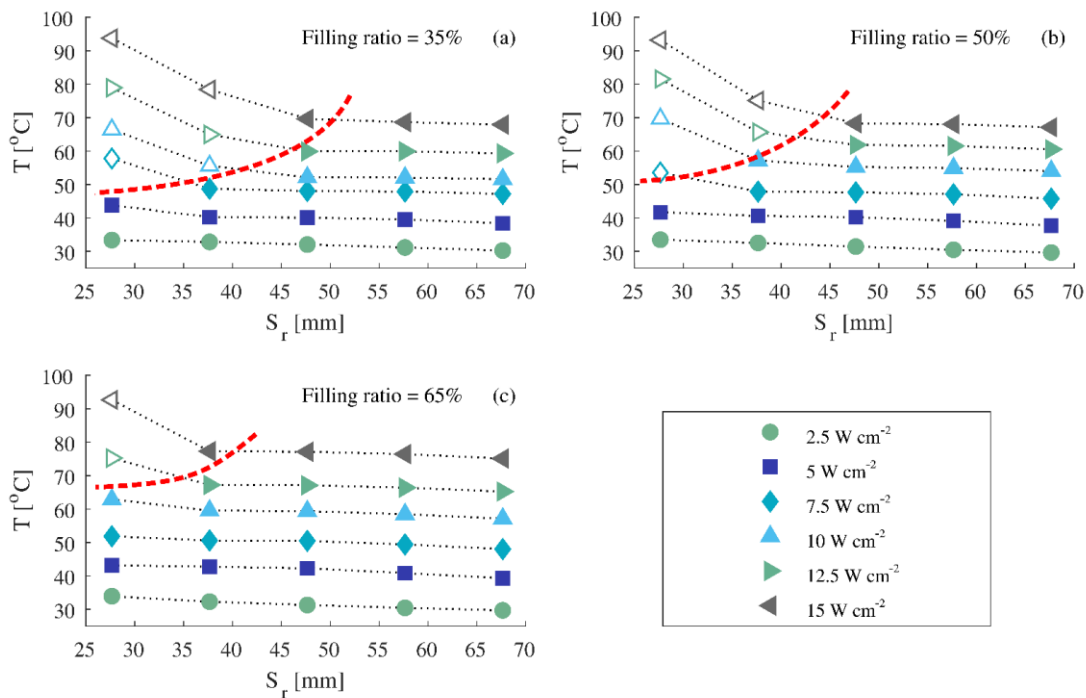 Filling ratio = 35% (a)
100
90
80
70
60
50
40
30
T [°C]
25 30 35 40 45 50 55 60 65 70
S_r [mm]
Filling ratio = 50% (b)
100
90
80
70
60
50
40
30
T [°C]
25 30 35 40 45 50 55 60 65 70
S_r [mm]
Filling ratio = 65% (c)
100
90
80
70
60
50
40
30
T [°C]
25 30 35 40 45 50 55 60 65 70
S_r [mm]
2.5 W cm⁻²
5 W cm⁻²
7.5 W cm⁻²
10 W cm⁻²
12.5 W cm⁻²
15 W cm⁻²